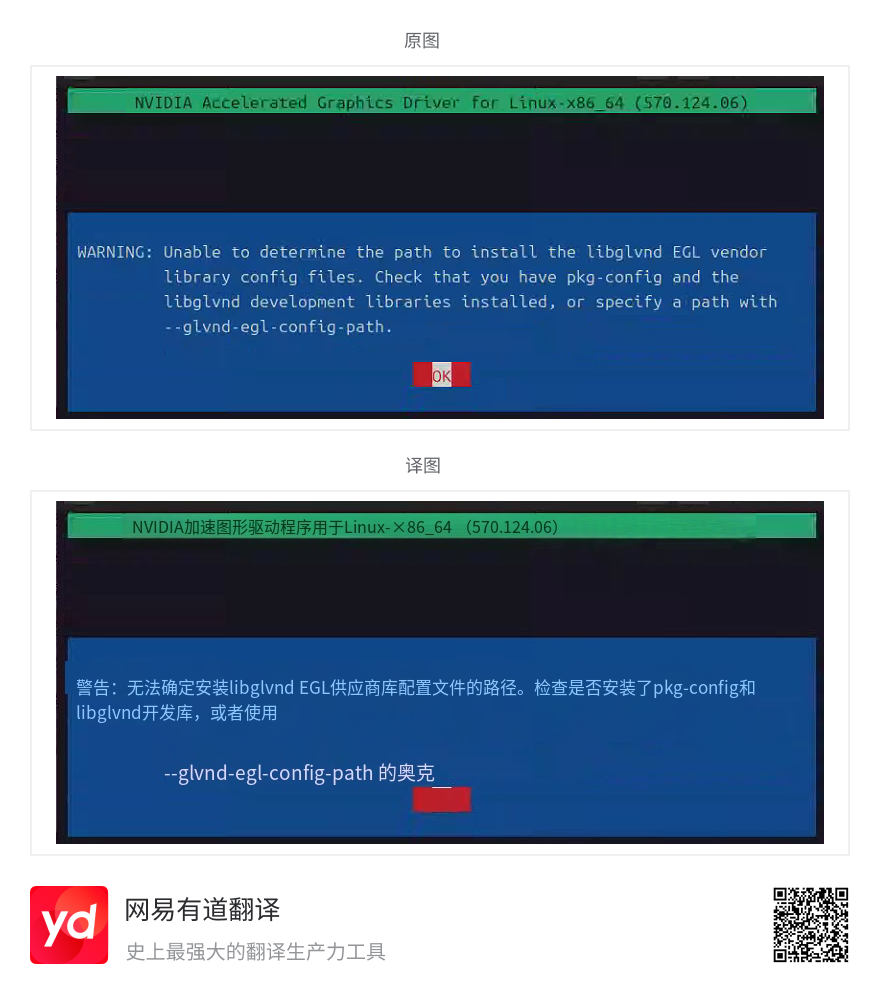 原图
NVIDIA Accelerated Graphics Driver for Linux-x86_64 (570.124.06)
WARNING: Unable to determine the path to install the libglvnd EGL vendor
library config files. Check that you have pkg-config and the
libglvnd development libraries installed, or specify a path with
--glvnd-egl-config-path.
OK
译图
NVIDIA加速图形驱动程序用于Linux-×86_64 （570.124.06）
警告：无法确定安装libglvnd EGL供应商库配置文件的路径。检查是否安装了pkg-config和
libglvnd开发库，或者使用
--glvnd-egl-config-path 的奥克
yd
网易有道翻译
史上最强大的翻译生产力工具